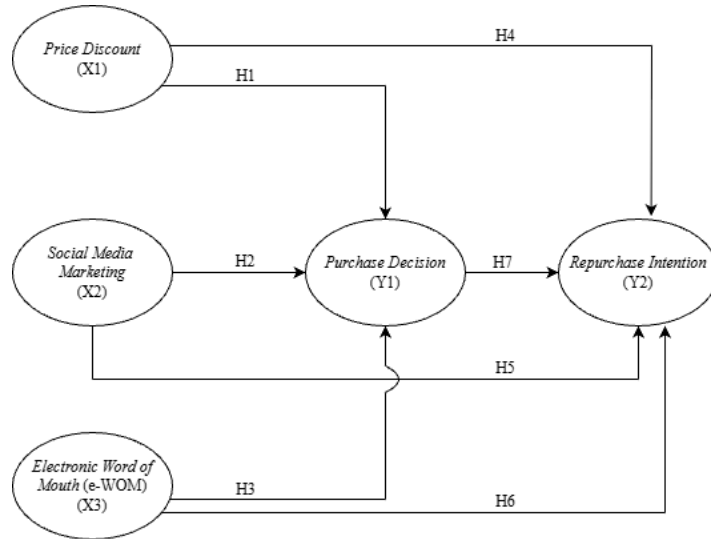 Price Discount
(X1)
H4
H1
Social Media
Marketing
(X2)
H2
Purchase Decision
(Y1)
H7
Repurchase Intention
(Y2)
H5
Electronic Word of
Mouth (e-WOM)
(X3)
H3
H6